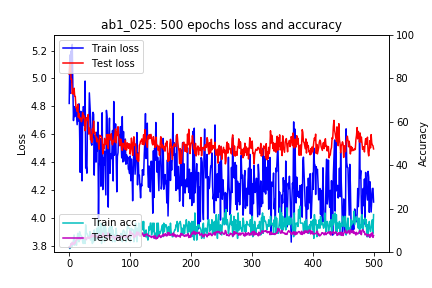 ab1_025: 500 epochs loss and accuracy
Train loss
Test loss
Train acc
Test acc
Loss
5.2
5.0
4.8
4.6
4.4
4.2
4.0
3.8
Accuracy
100
80
60
40
20
0
0 100 200 300 400 500